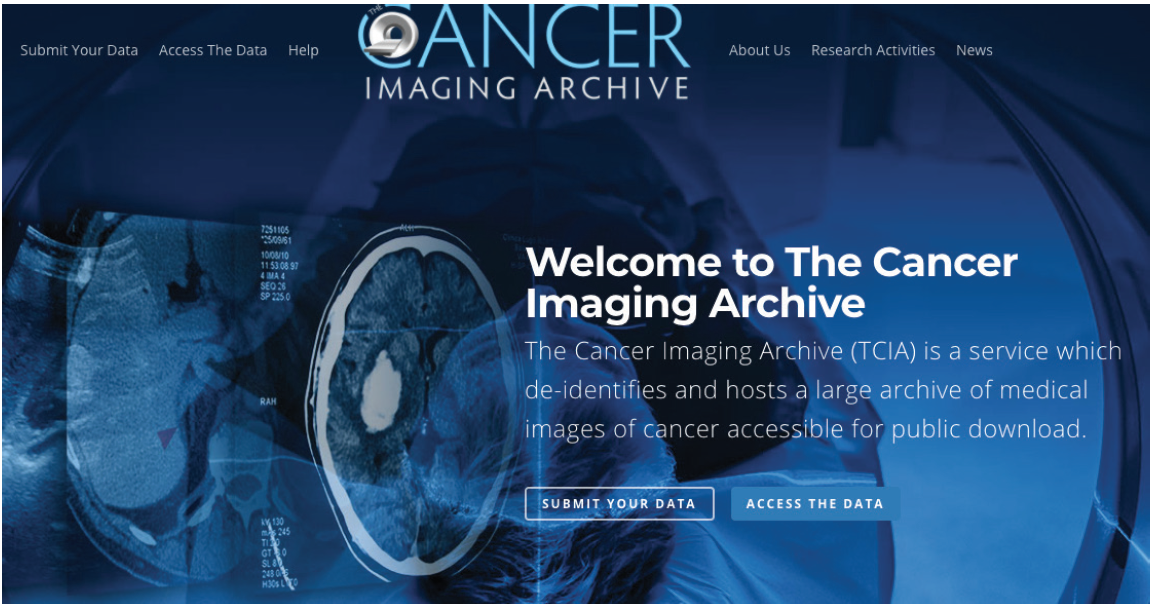 Submit Your Data Access The Data Help
THE
CANCER
IMAGING ARCHIVE
About Us Research Activities News
7251105
*25/09/61
10/08/10
11:53:08.97
4 IMA 4
SEQ 26
SP 225.0
RAH
kV 130
245
Welcome to The Cancer
Imaging Archive
The Cancer Imaging Archive (TCIA) is a service which
de-identifies and hosts a large archive of medical
images of cancer accessible for public download.
SUBMIT YOUR DATA ACCESS THE DATA